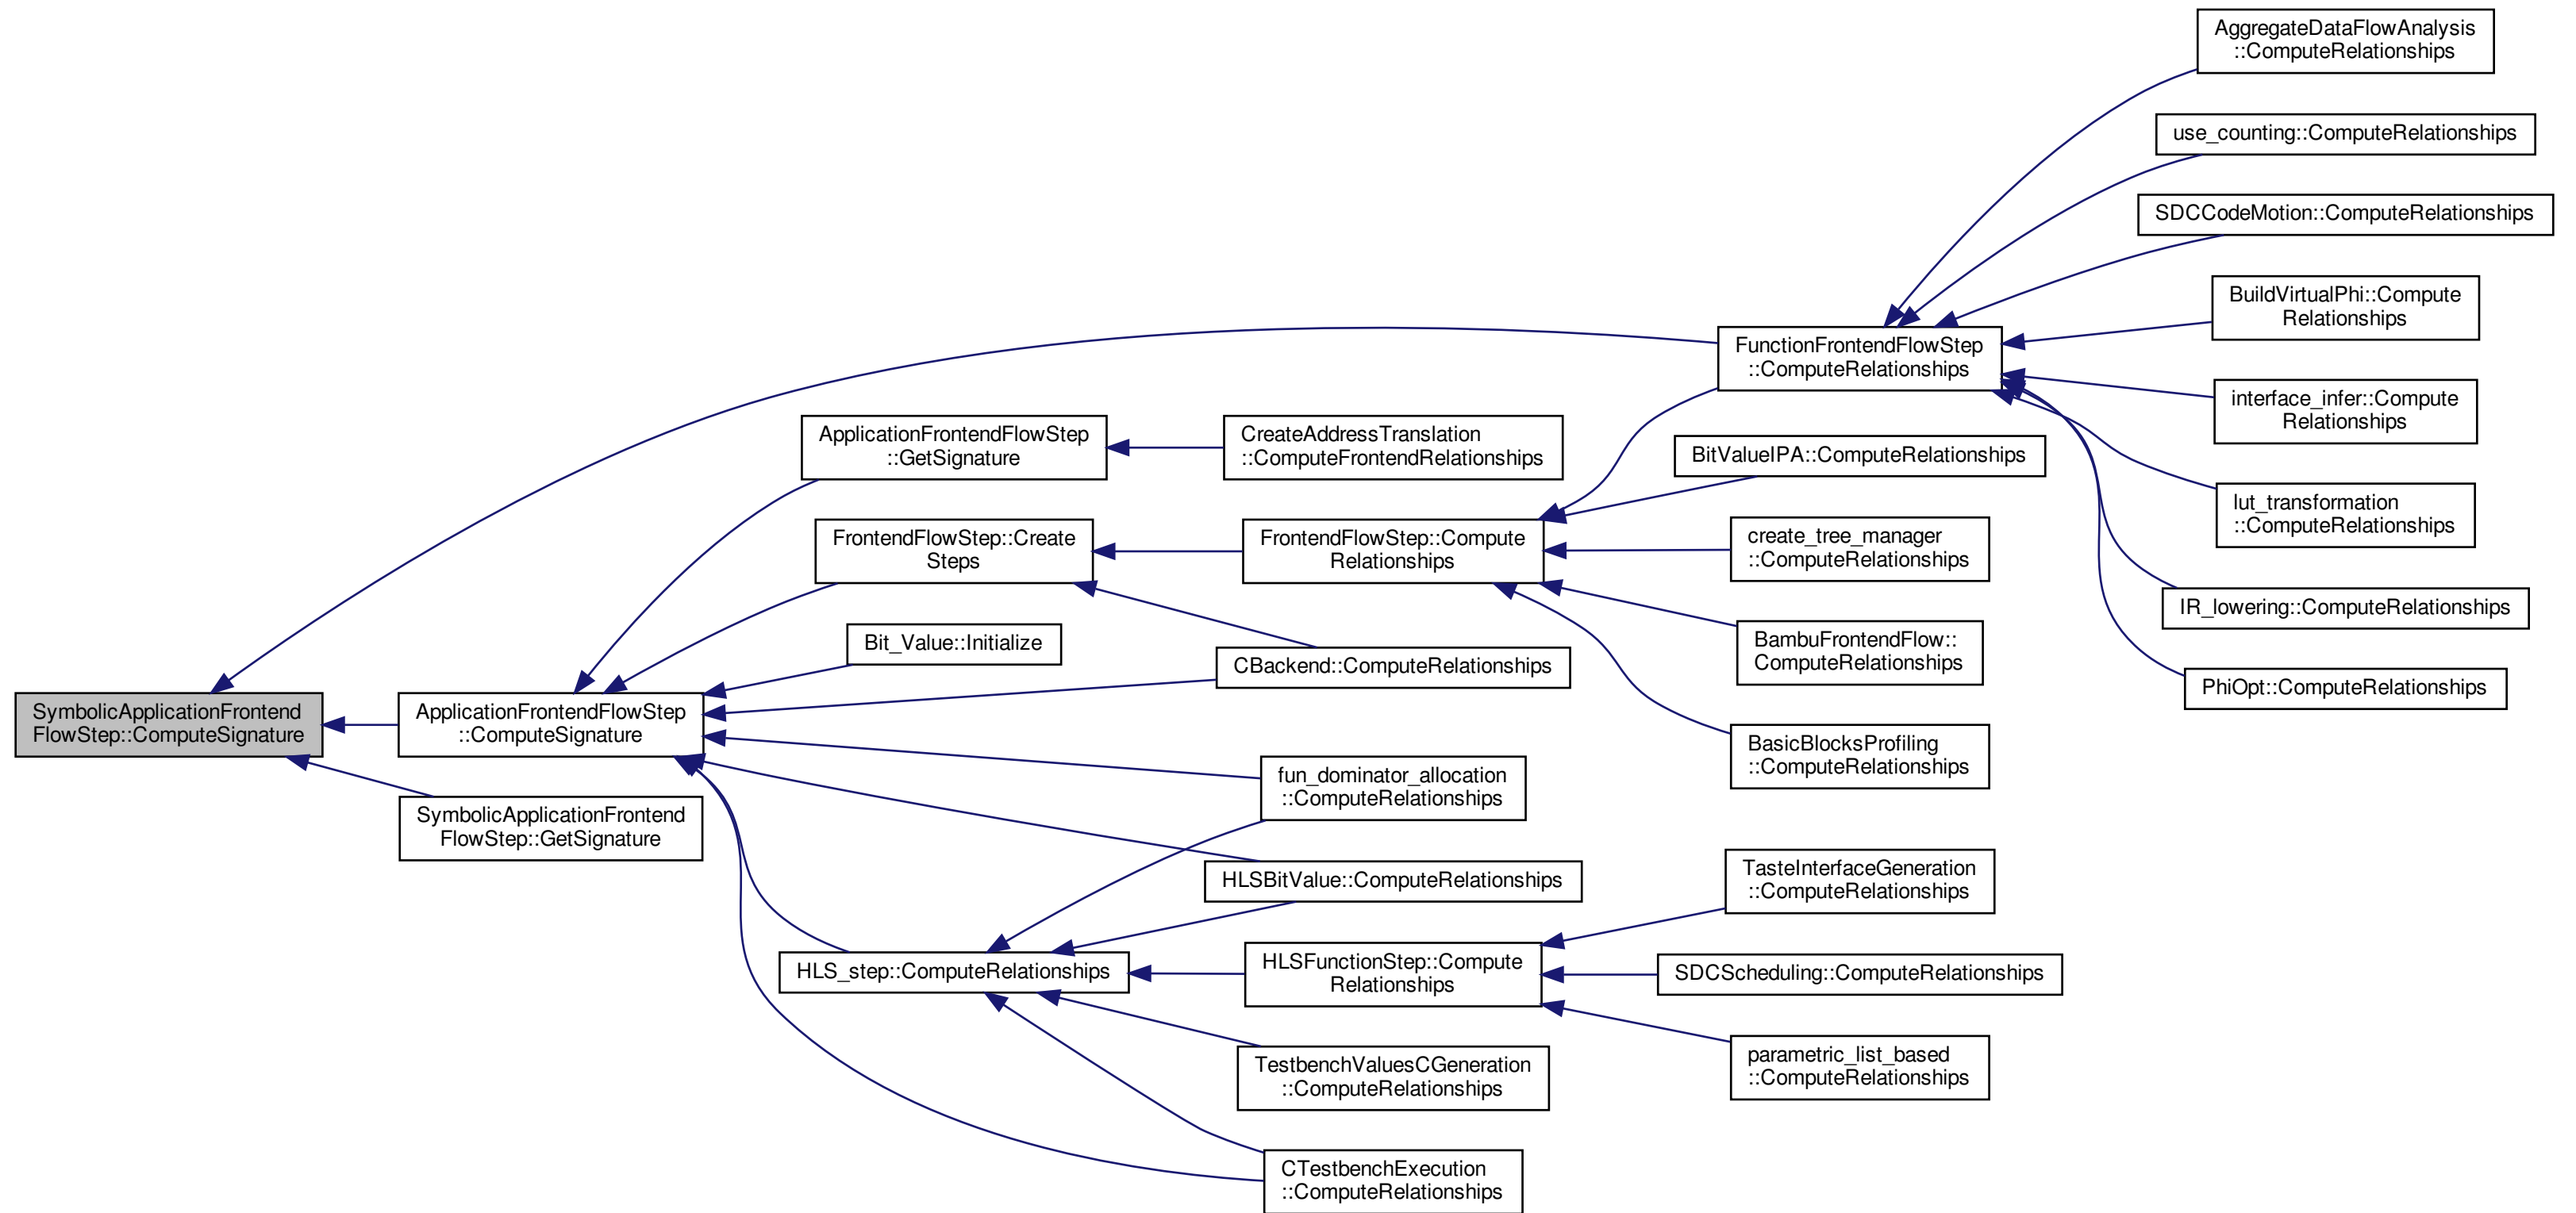 AggregateDataFlowAnalysis
::ComputeRelationships
use_counting::ComputeRelationships
SDCCodeMotion::ComputeRelationships
BuildVirtualPhi::Compute
Relationships
FunctionFrontendFlowStep
::ComputeRelationships
interface_infer::Compute
Relationships
ApplicationFrontendFlowStep
::GetSignature
CreateAddressTranslation
::ComputeFrontendRelationships
BitValueIPA::ComputeRelationships
lut_transformation
::ComputeRelationships
FrontendFlowStep::Create
Steps
FrontendFlowStep::Compute
Relationships
create_tree_manager
::ComputeRelationships
IR_lowering::ComputeRelationships
Bit_Value::Initialize
CBackend::ComputeRelationships
BambuFrontendFlow::
ComputeRelationships
PhiOpt::ComputeRelationships
SymbolicApplicationFrontend
FlowStep::ComputeSignature
ApplicationFrontendFlowStep
::ComputeSignature
BasicBlocksProfiling
::ComputeRelationships
fun_dominator_allocation
::ComputeRelationships
SymbolicApplicationFrontend
FlowStep::GetSignature
HLSBitValue::ComputeRelationships
TasteInterfaceGeneration
::ComputeRelationships
HLS_step::ComputeRelationships
HLSFunctionStep::Compute
Relationships
SDCScheduling::ComputeRelationships
TestbenchValuesCGeneration
::ComputeRelationships
parametric_list_based
::ComputeRelationships
CTestbenchExecution
::ComputeRelationships